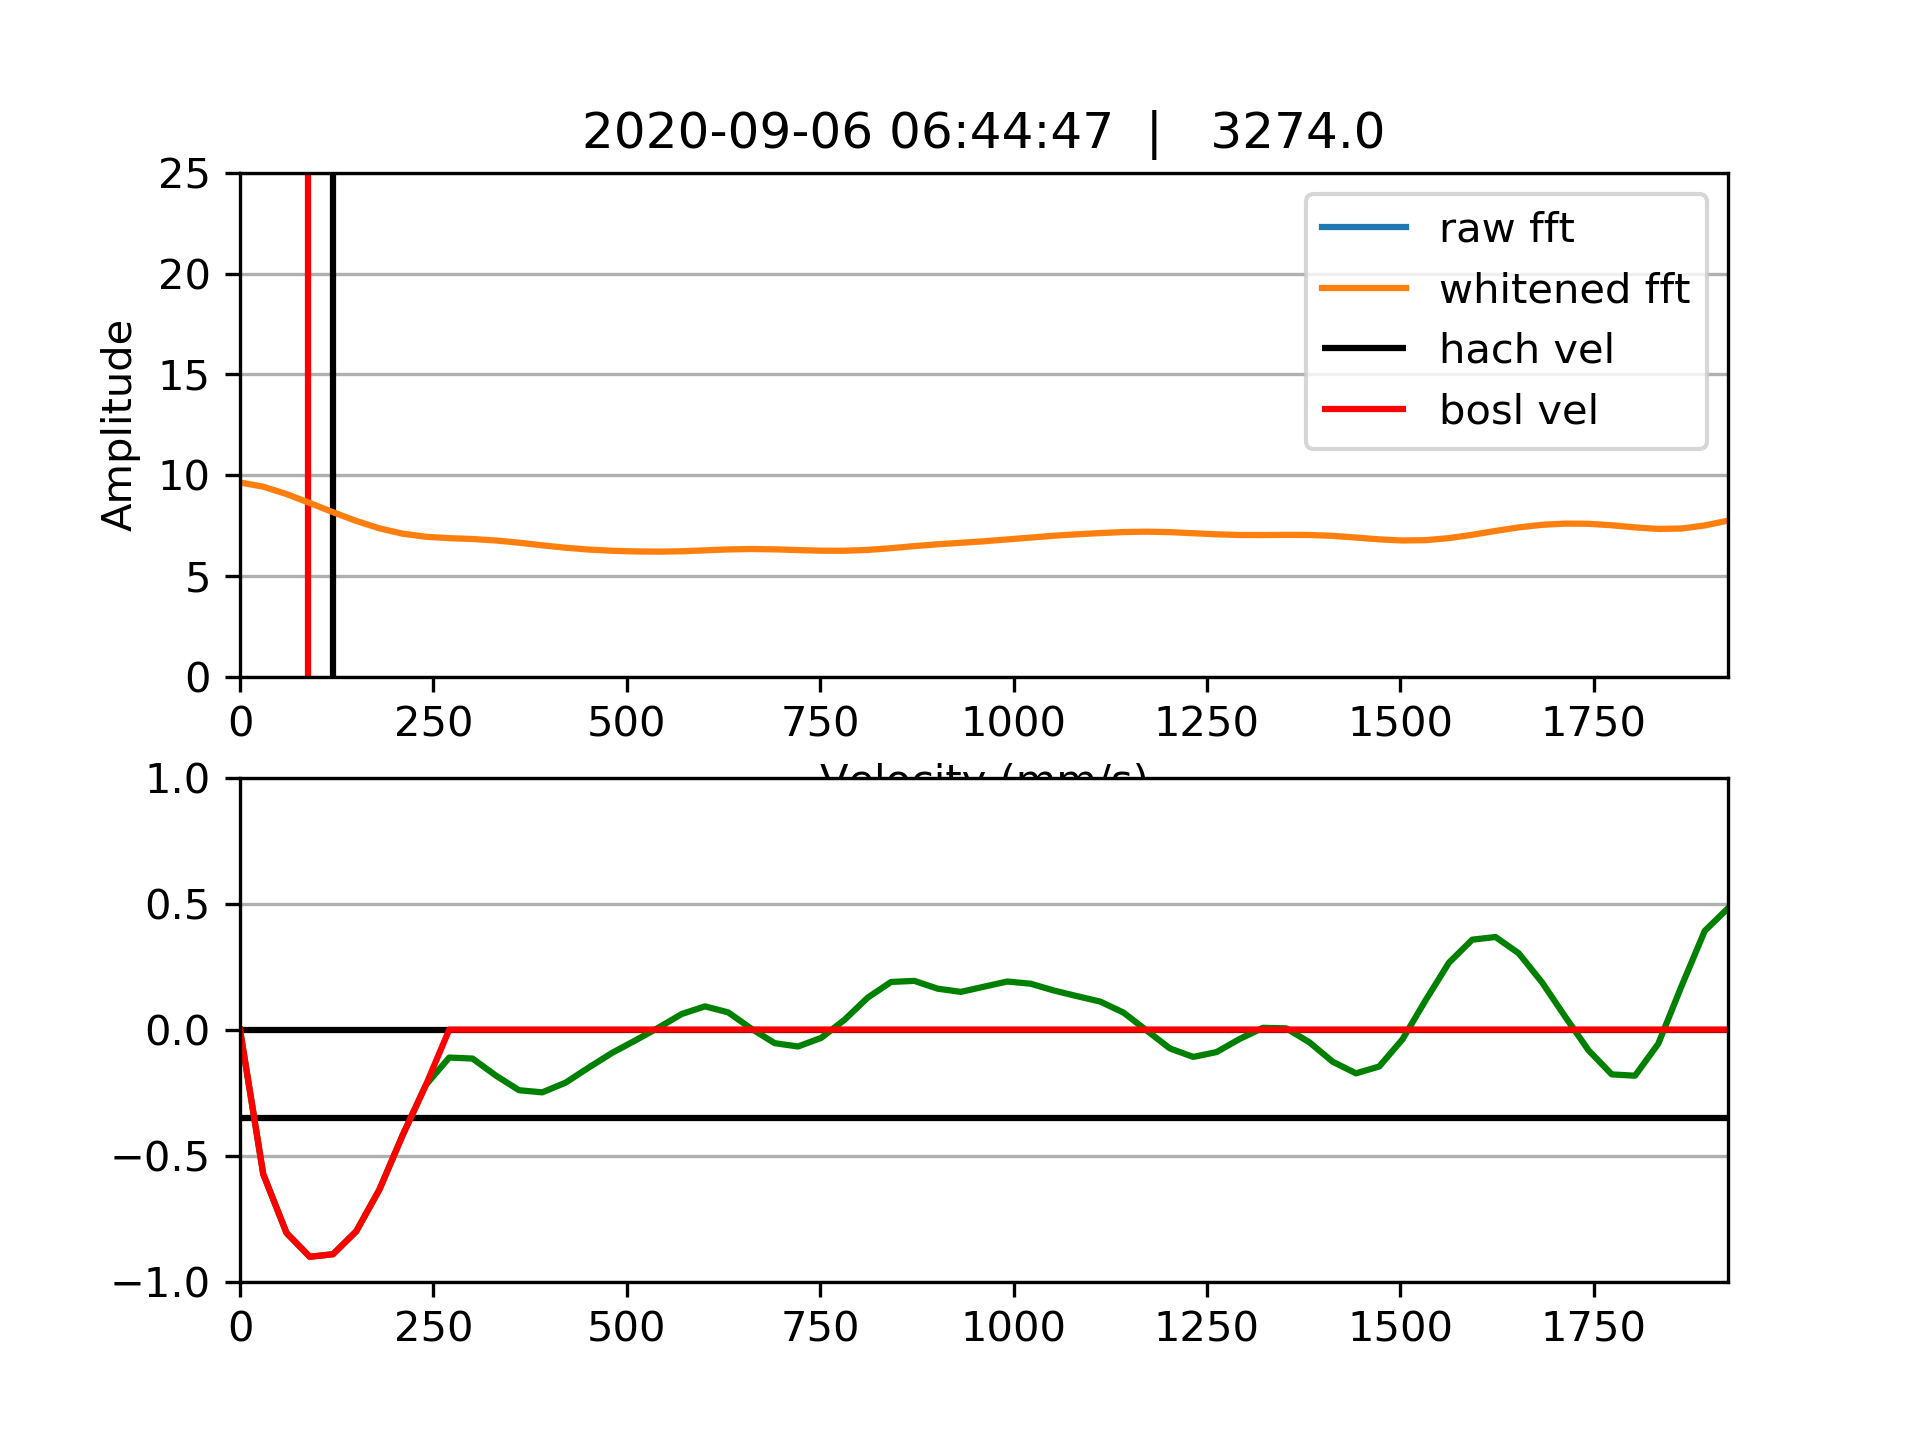 2020-09-06 06:44:47 | 3274.0
25
20
15
10
5
0
Amplitude
raw fft
whitened fft
hach vel
bosl vel
0 250 500 750 1000 1250 1500 1750
Velocity (mm/s)
1.0
0.5
0.0
−0.5
−1.0
0 250 500 750 1000 1250 1500 1750